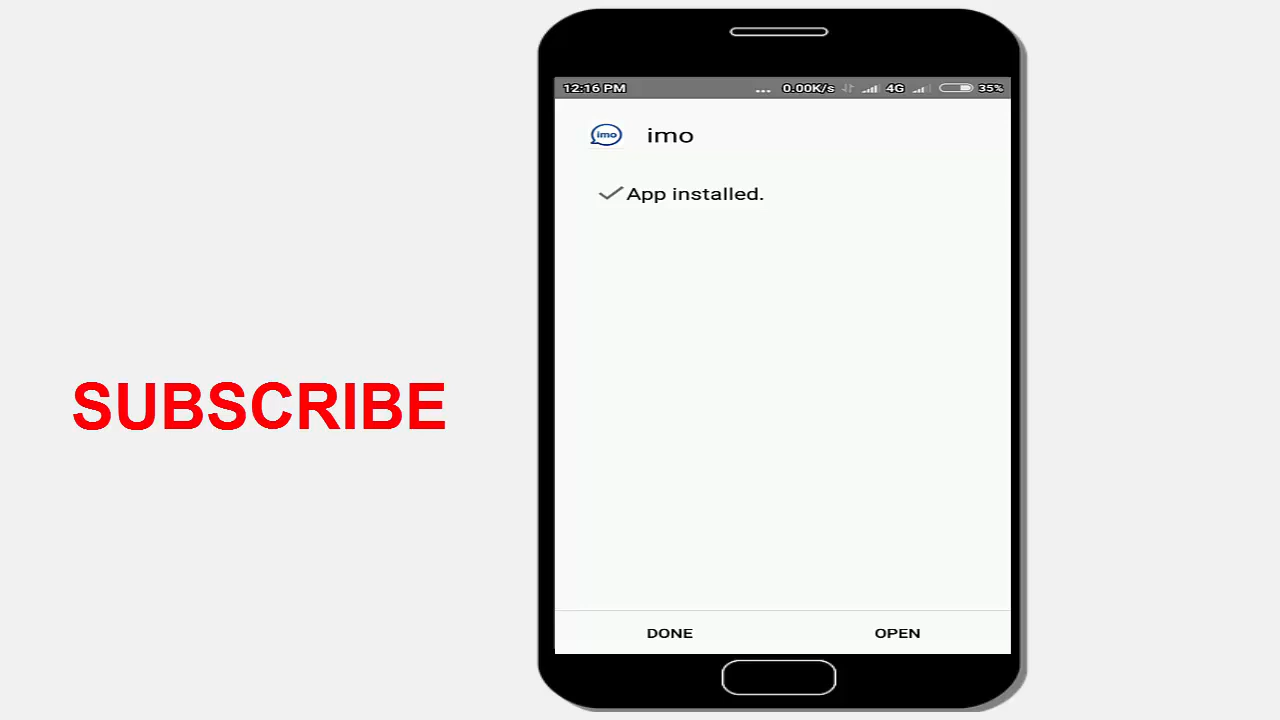 12:16 PM ... 0.00K/s 4G 35%
imo imo
App installed.
SUBSCRIBE
DONE OPEN